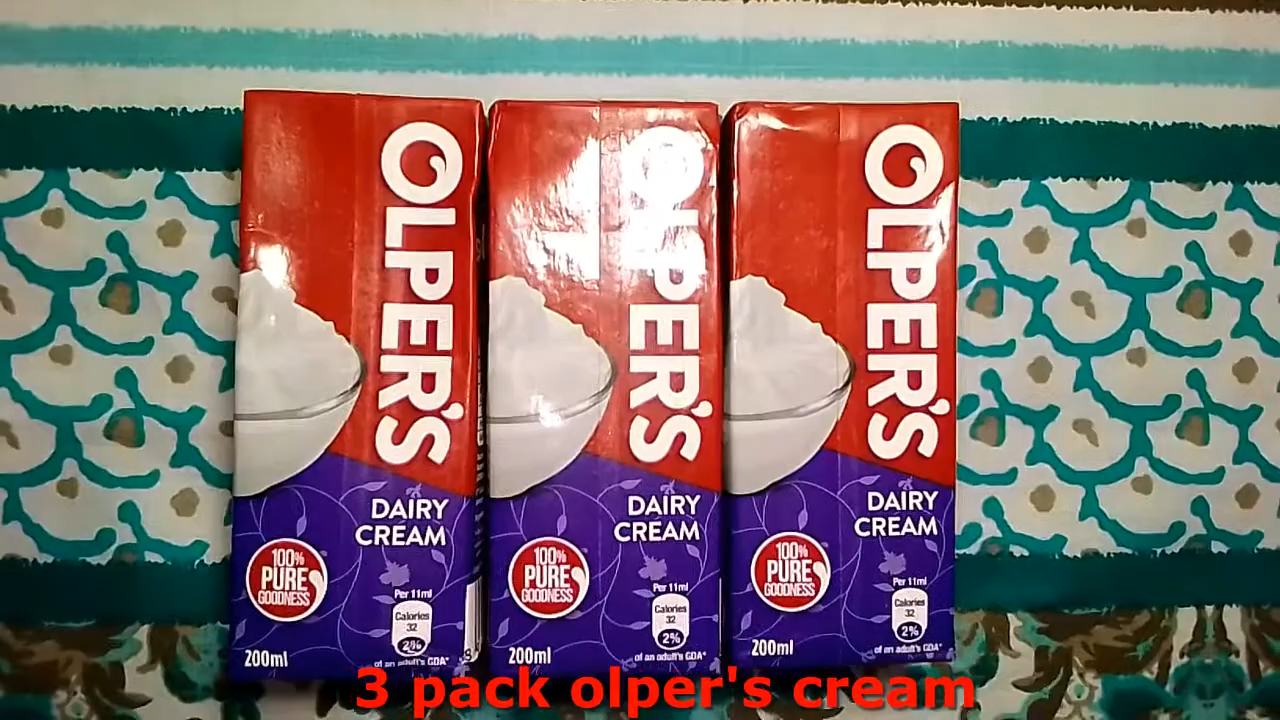 OLPER'S
DAIRY
CREAM
100%
PURE
GOODNESS
Per 11ml
Calories
32
2%
of an adult's GDA*
200ml
OLPER'S
DAIRY
CREAM
100%
PURE
GOODNESS
Per 11ml
Calories
32
2%
of an adult's GDA*
200ml
OLPER'S
DAIRY
CREAM
100%
PURE
GOODNESS
Per 11ml
Calories
32
2%
of an adult's GDA*
200ml
3 pack olper's cream